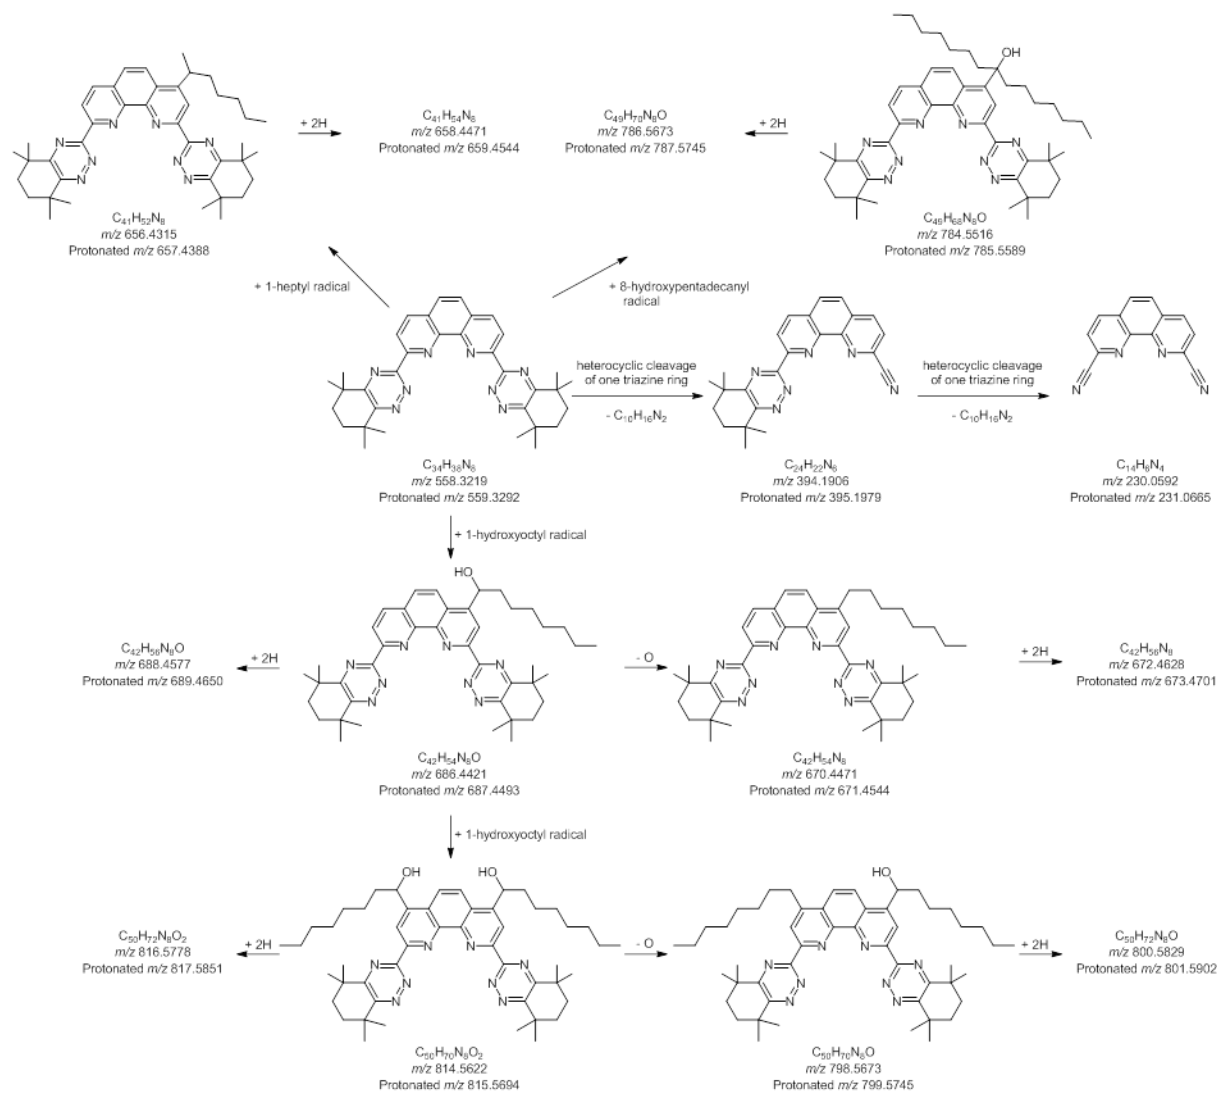 OH
N N
N N
N N
N N
+ 2H
C₄₁H₅₄N₈
m/z 658.4471
Protonated m/z 659.4544
C₄₉H₇₀N₈O
m/z 786.5673
Protonated m/z 787.5745
+ 2H
N N
N N
N N
N N
C₄₁H₅₂N₈
m/z 656.4315
Protonated m/z 657.4388
C₄₉H₆₈N₈O
m/z 784.5516
Protonated m/z 785.5589
+ 1-heptyl radical
+ 8-hydroxypentadecanyl
radical
N N
N N
N N
N N
heterocyclic cleavage
of one triazine ring
- C₁₀H₁₆N₂
N N
N
N
N
N
heterocyclic cleavage
of one triazine ring
- C₁₀H₁₆N₂
N N
N N
C₃₄H₃₈N₈
m/z 558.3219
Protonated m/z 559.3292
C₂₄H₂₂N₆
m/z 394.1906
Protonated m/z 395.1979
C₁₄H₆N₄
m/z 230.0592
Protonated m/z 231.0665
+ 1-hydroxyoctyl radical
HO
C₄₂H₅₆N₈O
m/z 688.4577
Protonated m/z 689.4650
+ 2H
N N
N N
N N
N N
- O
N N
N N
N N
N N
+ 2H
C₄₂H₅₆N₈
m/z 672.4628
Protonated m/z 673.4701
C₄₂H₅₄N₈O
m/z 686.4421
Protonated m/z 687.4493
C₄₂H₅₄N₈
m/z 670.4471
Protonated m/z 671.4544
+ 1-hydroxyoctyl radical
OH HO
HO
C₅₀H₇₂N₈O₂
m/z 816.5778
Protonated m/z 817.5851
+ 2H
N N
N N
N N
N N
- O
N N
N N
N N
N N
+ 2H
C₅₀H₇₂N₈O
m/z 800.5829
Protonated m/z 801.5902
C₅₀H₇₀N₈O₂
m/z 814.5622
Protonated m/z 815.5694
C₅₀H₇₀N₈O
m/z 798.5673
Protonated m/z 799.5745